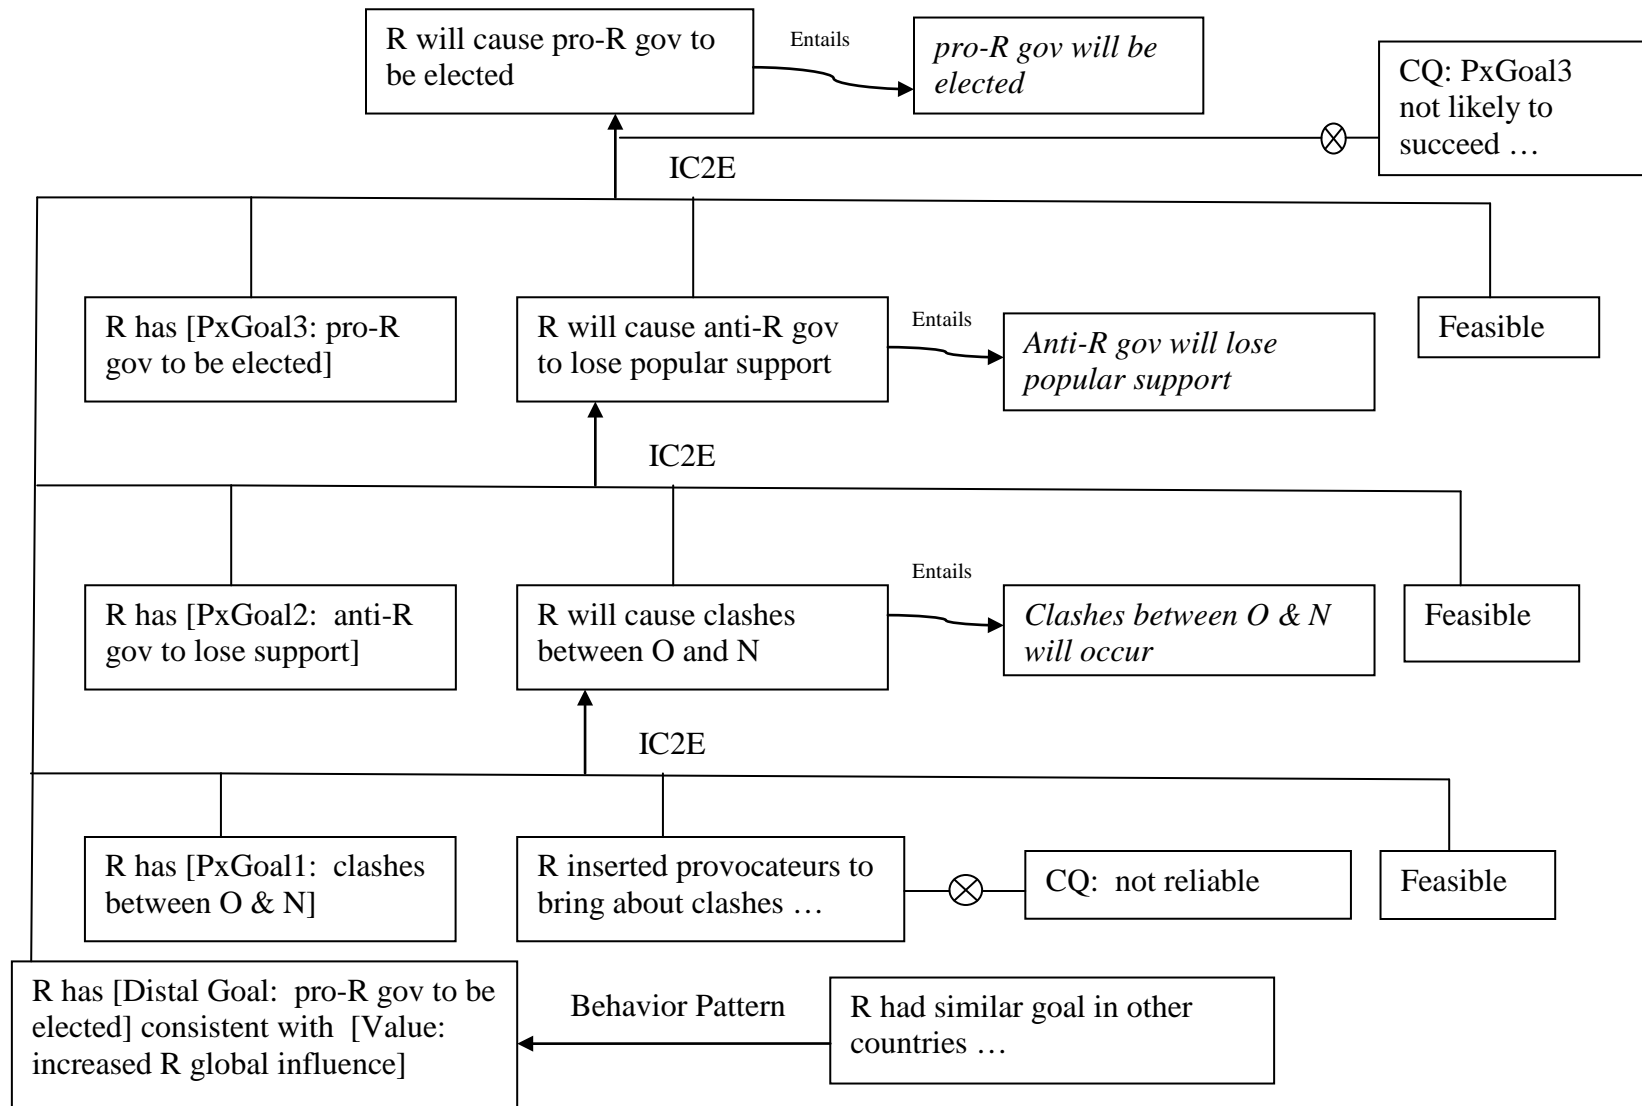 R will cause pro-R gov to
be elected
Entails
pro-R gov will be
elected
CQ: PxGoal3
not likely to
succeed …
IC2E
R has [PxGoal3: pro-R
gov to be elected]
R will cause anti-R gov
to lose popular support
Entails
Anti-R gov will lose
popular support
Feasible
IC2E
R has [PxGoal2: anti-R
gov to lose support]
R will cause clashes
between O and N
Entails
Clashes between O & N
will occur
Feasible
IC2E
R has [PxGoal1: clashes
between O & N]
R inserted provocateurs to
bring about clashes …
CQ: not reliable
Feasible
R has [Distal Goal: pro-R gov to be
elected] consistent with [Value:
increased R global influence]
Behavior Pattern
R had similar goal in other
countries …